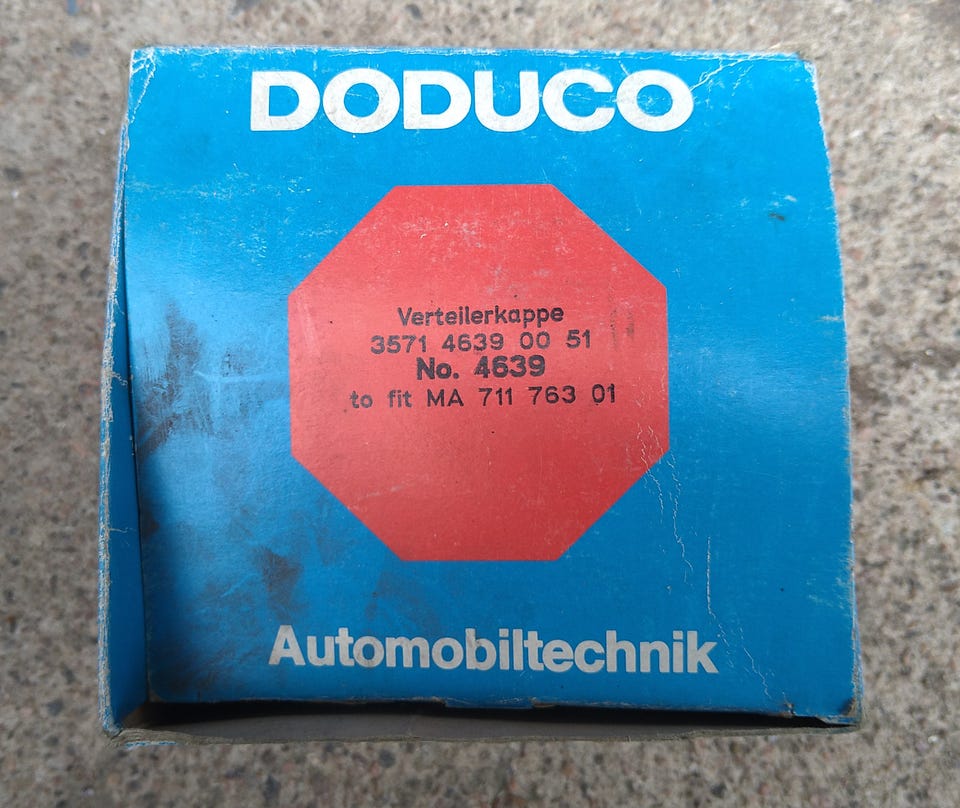 DODUCO
Verteilerkappe
3571 4639 00 51
No. 4639
to fit MA 711 763 01
Automobiltechnik